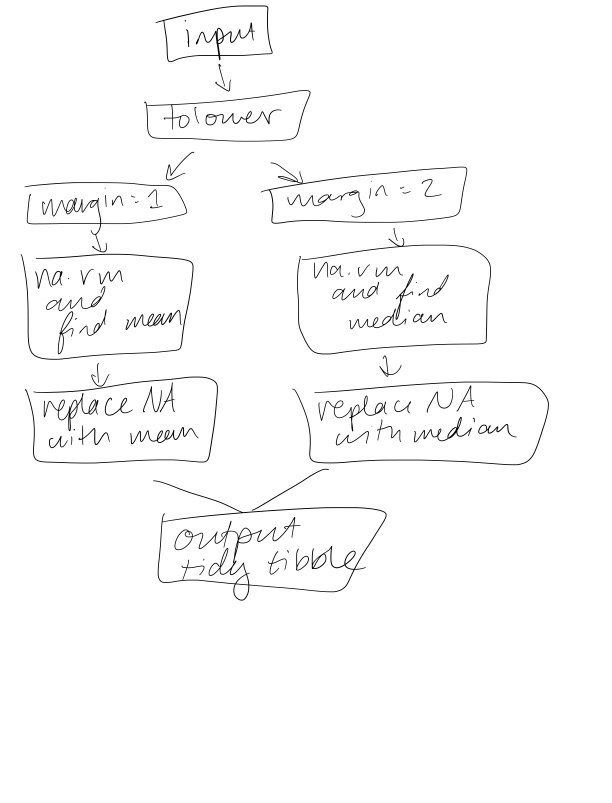 input
tolower
margin=1
margin=2
na.rm
and
find mean
na.rm
and find
median
replace NA
with mean
replace NA
with median
output
tidy tibble